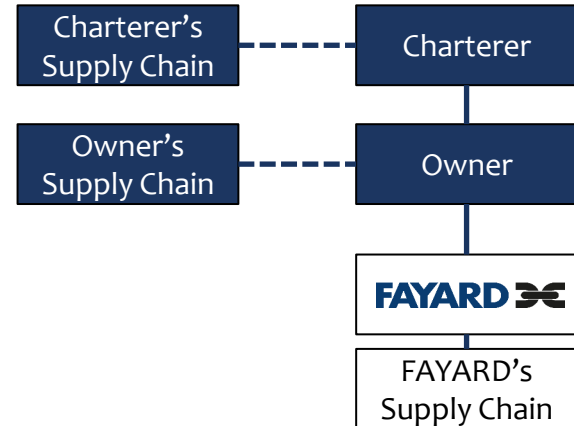 Charterer's
Supply Chain
Charterer
Owner's
Supply Chain
Owner
FAYARD
FAYARD's
Supply Chain